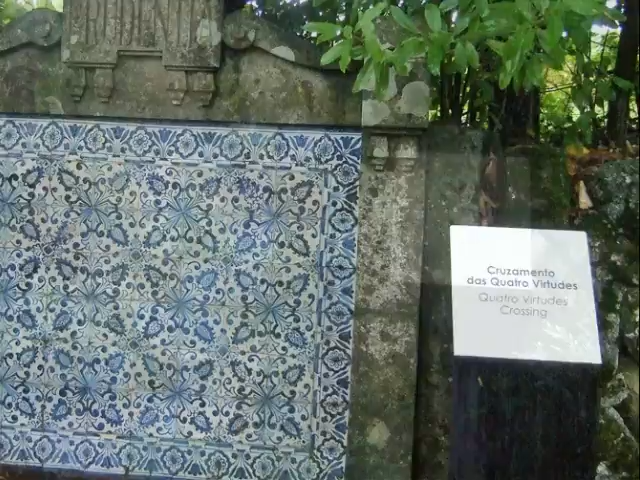 Cruzamento
das Quatro Virtudes
Quatro Virtudes
Crossing